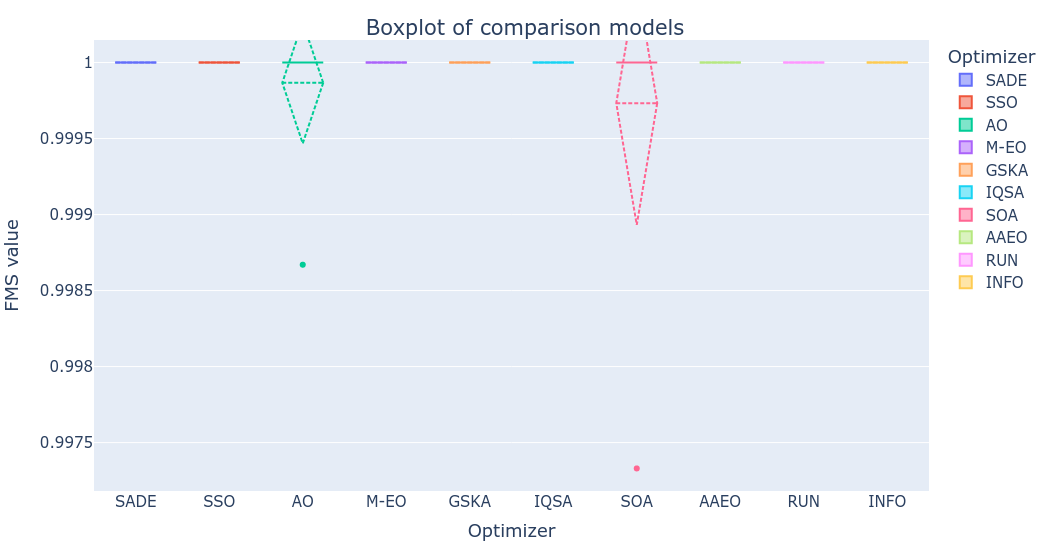 Boxplot of comparison models
FMS value
1
0.9995
0.999
0.9985
0.998
0.9975
SADE
SSO
AO
M-EO
GSKA
IQSA
SOA
AAEO
RUN
INFO
Optimizer
Optimizer
SADE
SSO
AO
M-EO
GSKA
IQSA
SOA
AAEO
RUN
INFO